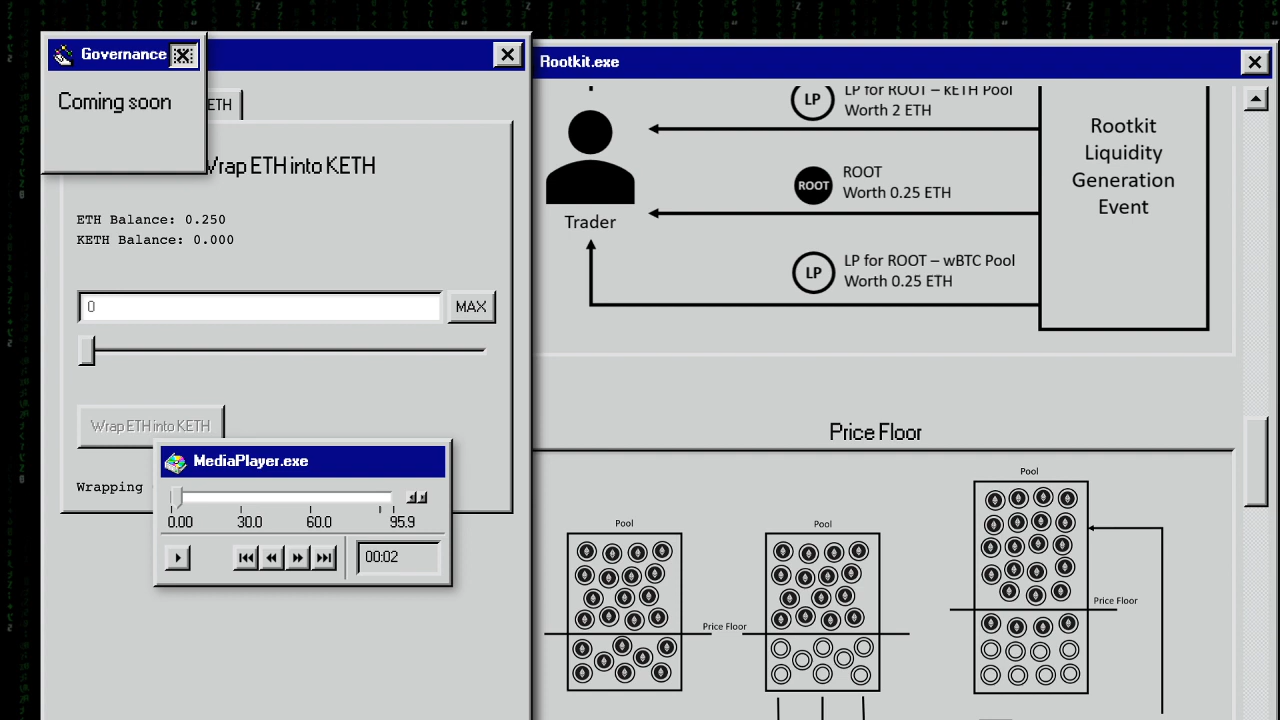 Governance
Coming soon
ETH
Wrap ETH into KETH
ETH Balance: 0.250
KETH Balance: 0.000
0
MAX
Wrap ETH into KETH
Wrapping
MediaPlayer.exe
0.00 30.0 60.0 95.9
00:02
Rootkit.exe
LP
LP for ROOT – kETH Pool
Worth 2 ETH
ROOT
ROOT
Worth 0.25 ETH
Trader
LP
LP for ROOT – wBTC Pool
Worth 0.25 ETH
Rootkit
Liquidity
Generation
Event
Price Floor
Pool
Pool
Pool
Price Floor
Price Floor